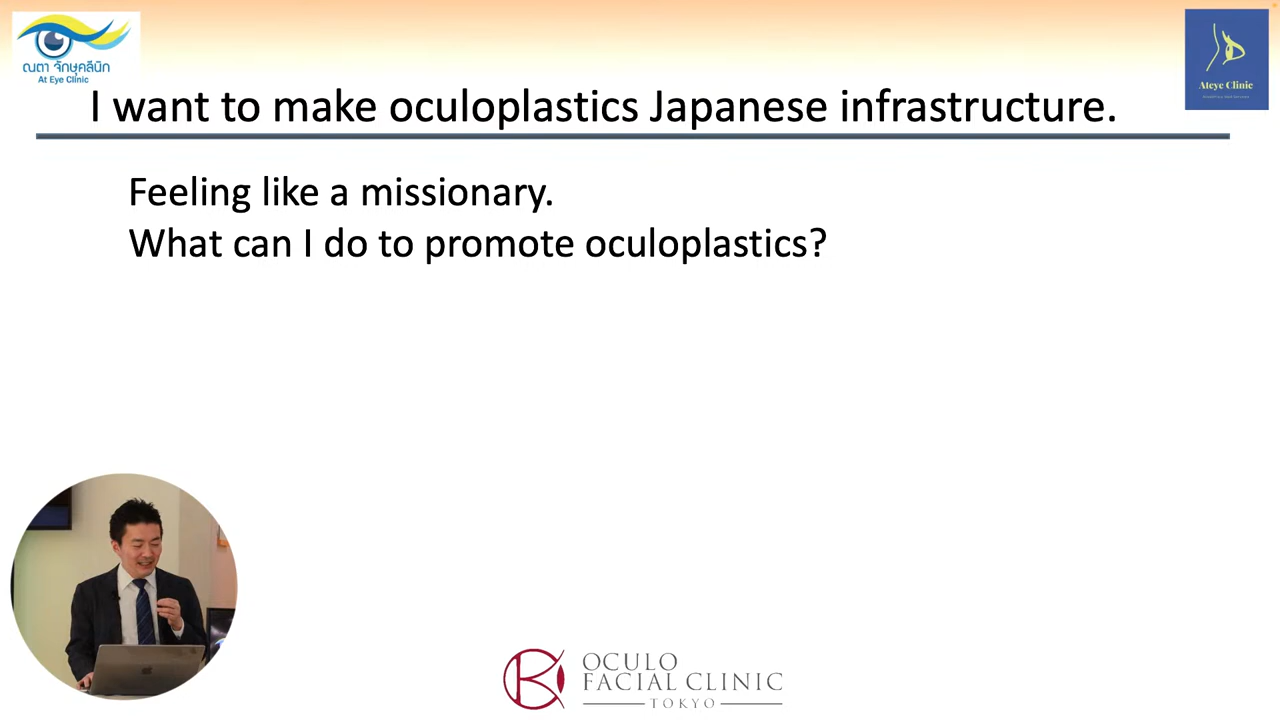 ณตา จักษุคลีนิก
At Eye Clinic
Ateye Clinic
I want to make oculoplastics Japanese infrastructure.
Feeling like a missionary.
What can I do to promote oculoplastics?
OCULO
FACIAL CLINIC
TOKYO